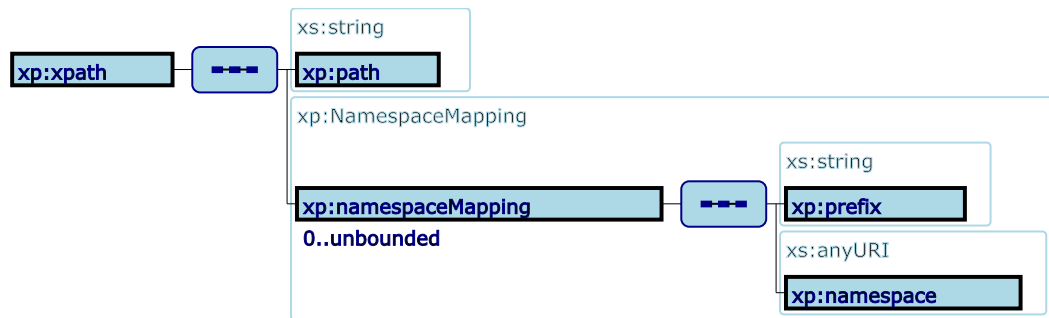 xs:string
xp:xpath
xp:path
xp:NamespaceMapping
xs:string
xp:namespaceMapping
xp:prefix
0..unbounded
xs:anyURI
xp:namespace